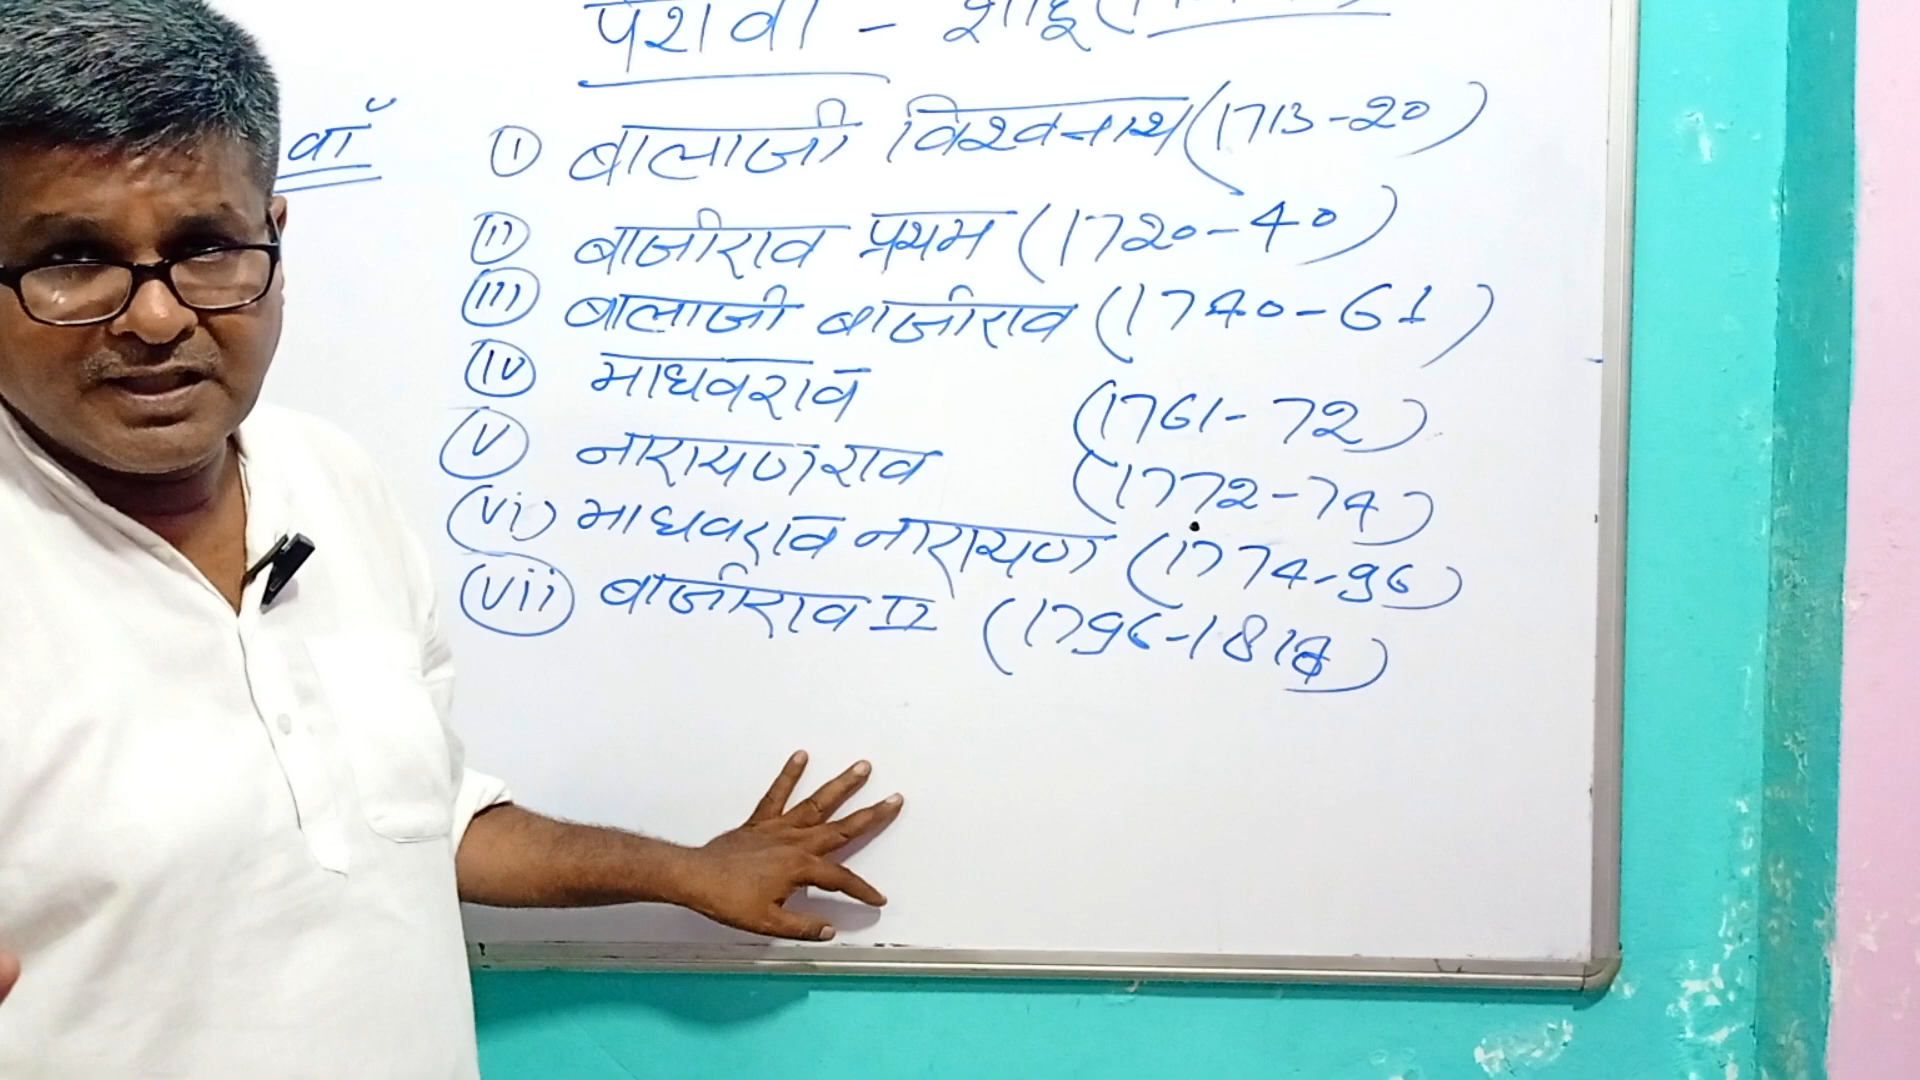 पेशवा - शाहू
वाँ
① बालाजी विश्वनाथ (1713-20)
(ii) बाजीराव प्रथम (1720-40)
(iii) बालाजी बाजीराव (1740-61)
(iv) माधवराव (1761-72)
(v) नारायणराव (1772-74)
(vi) माधवराव नारायण (1774-96)
(vii) बाजीराव II (1796-1818)